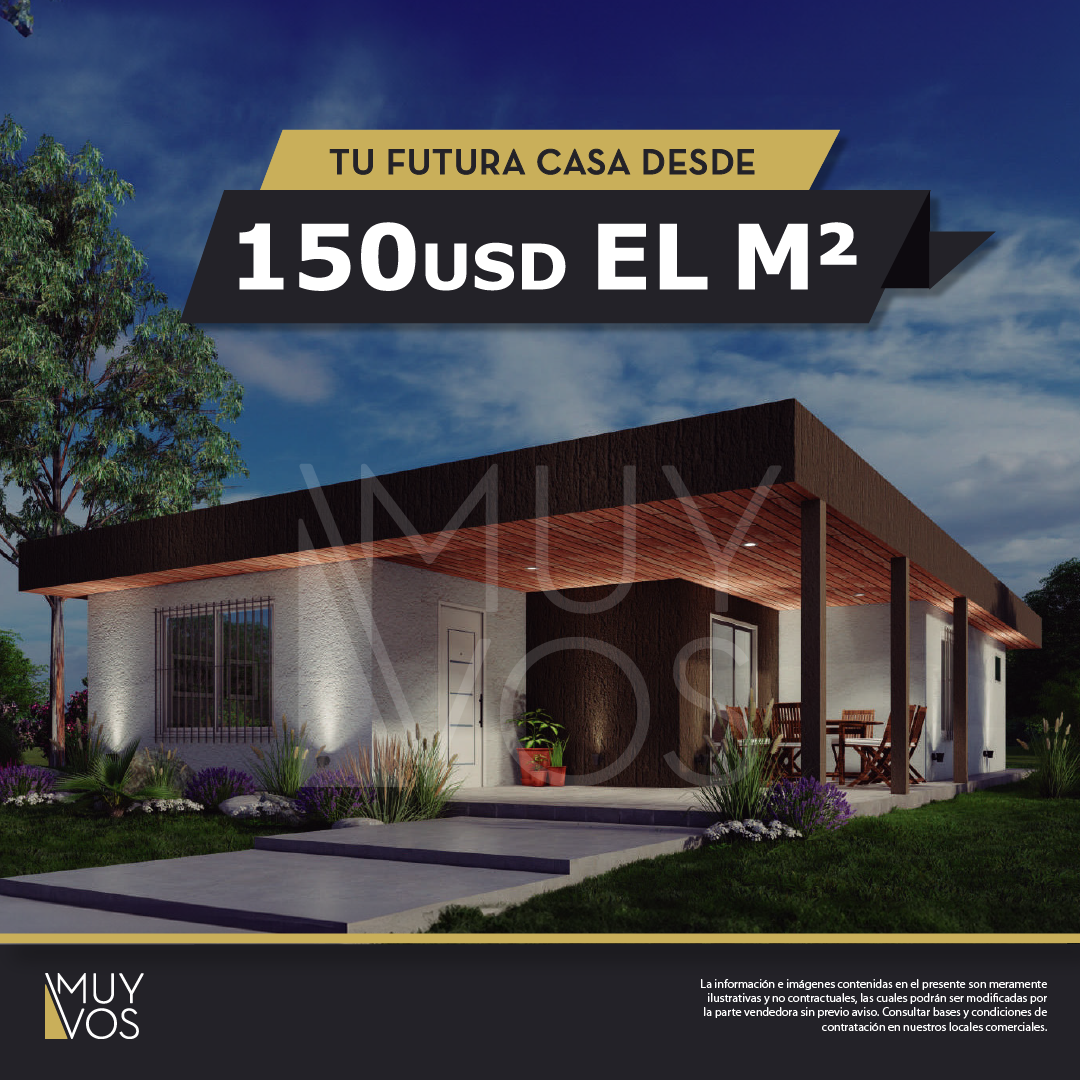 TU FUTURA CASA DESDE
150USD EL M²
MUY
VOS
MUY
VOS
La información e imágenes contenidas en el presente son meramente
ilustrativas y no contractuales, las cuales podrán ser modificadas por
la parte vendedora sin previo aviso. Consultar bases y condiciones de
contratación en nuestros locales comerciales.